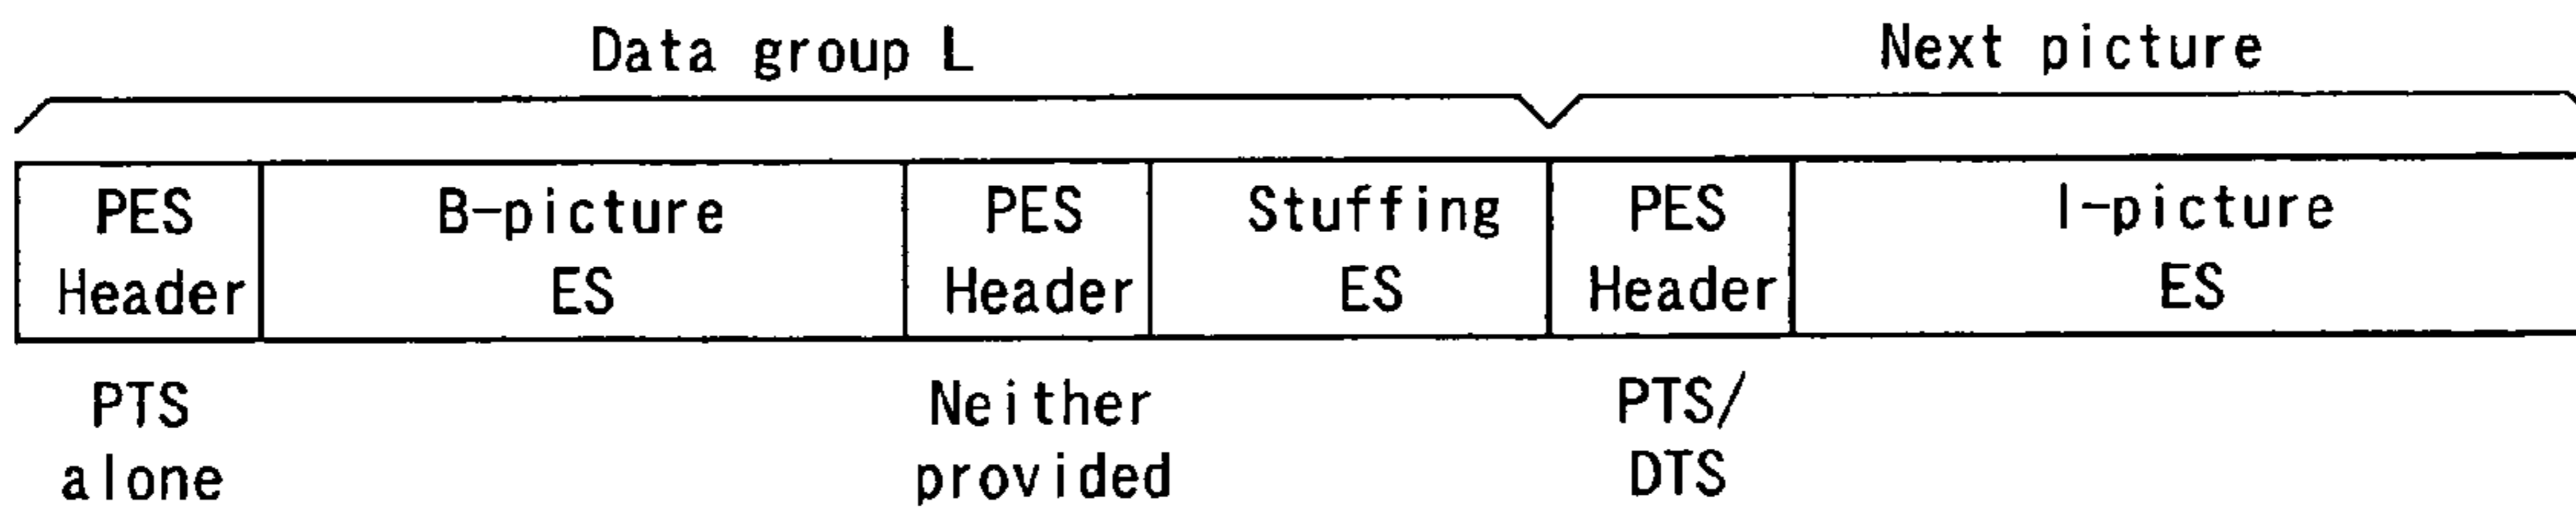 Data group L
Next picture
PES Header
B-picture ES
PES Header
Stuffing ES
PES Header
I-picture ES
PTS alone
Neither provided
PTS/ DTS